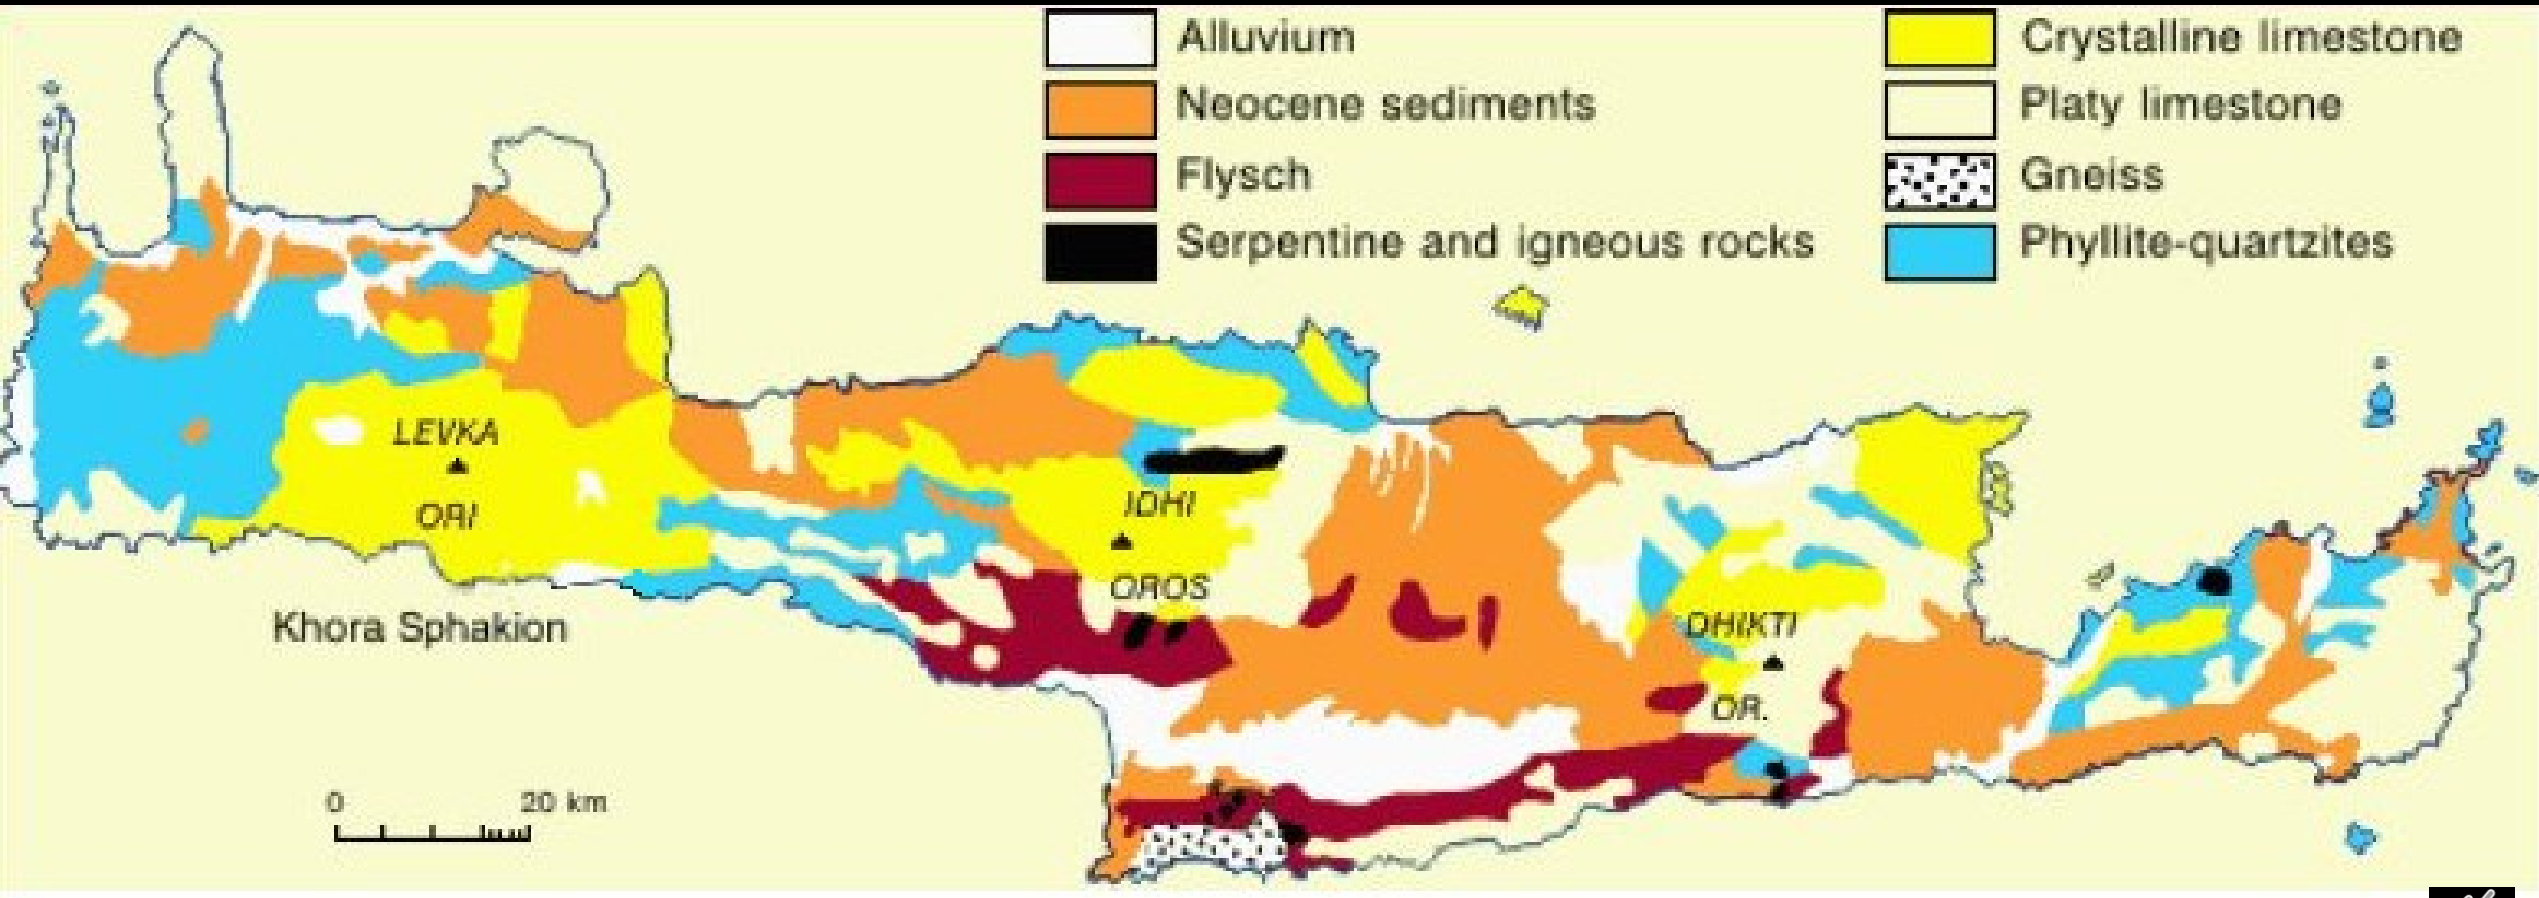 Alluvium
Neocene sediments
Flysch
Serpentine and igneous rocks
Crystalline limestone
Platy limestone
Gneiss
Phyllite-quartzites
LEVKA
ORI
IDHI
OROS
DHIKTI
OR.
Khora Sphakion
0 20 km